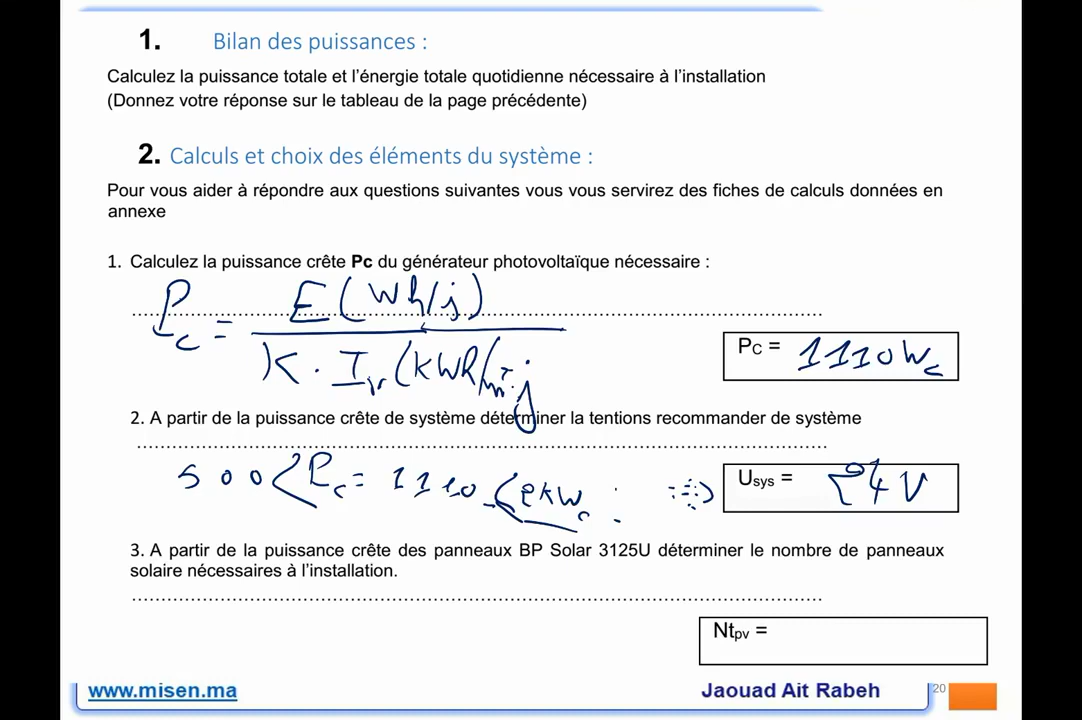 1. Bilan des puissances :
Calculez la puissance totale et l'énergie totale quotidienne nécessaire à l'installation
(Donnez votre réponse sur le tableau de la page précédente)
2. Calculs et choix des éléments du système :
Pour vous aider à répondre aux questions suivantes vous vous servirez des fiches de calculs données en
annexe
1. Calculez la puissance crête Pc du générateur photovoltaïque nécessaire :
Pc = E (Wh/j)
K . Ir (KWh/m².j
PC = 1110 Wc
2. A partir de la puissance crête de système déterminer la tentions recommander de système
500 < Pc = 1110 < 2KWc :
Usys = 24 V
3. A partir de la puissance crête des panneaux BP Solar 3125U déterminer le nombre de panneaux
solaire nécessaires à l'installation.
Ntpv =
www.misen.ma
Jaouad Ait Rabeh
20